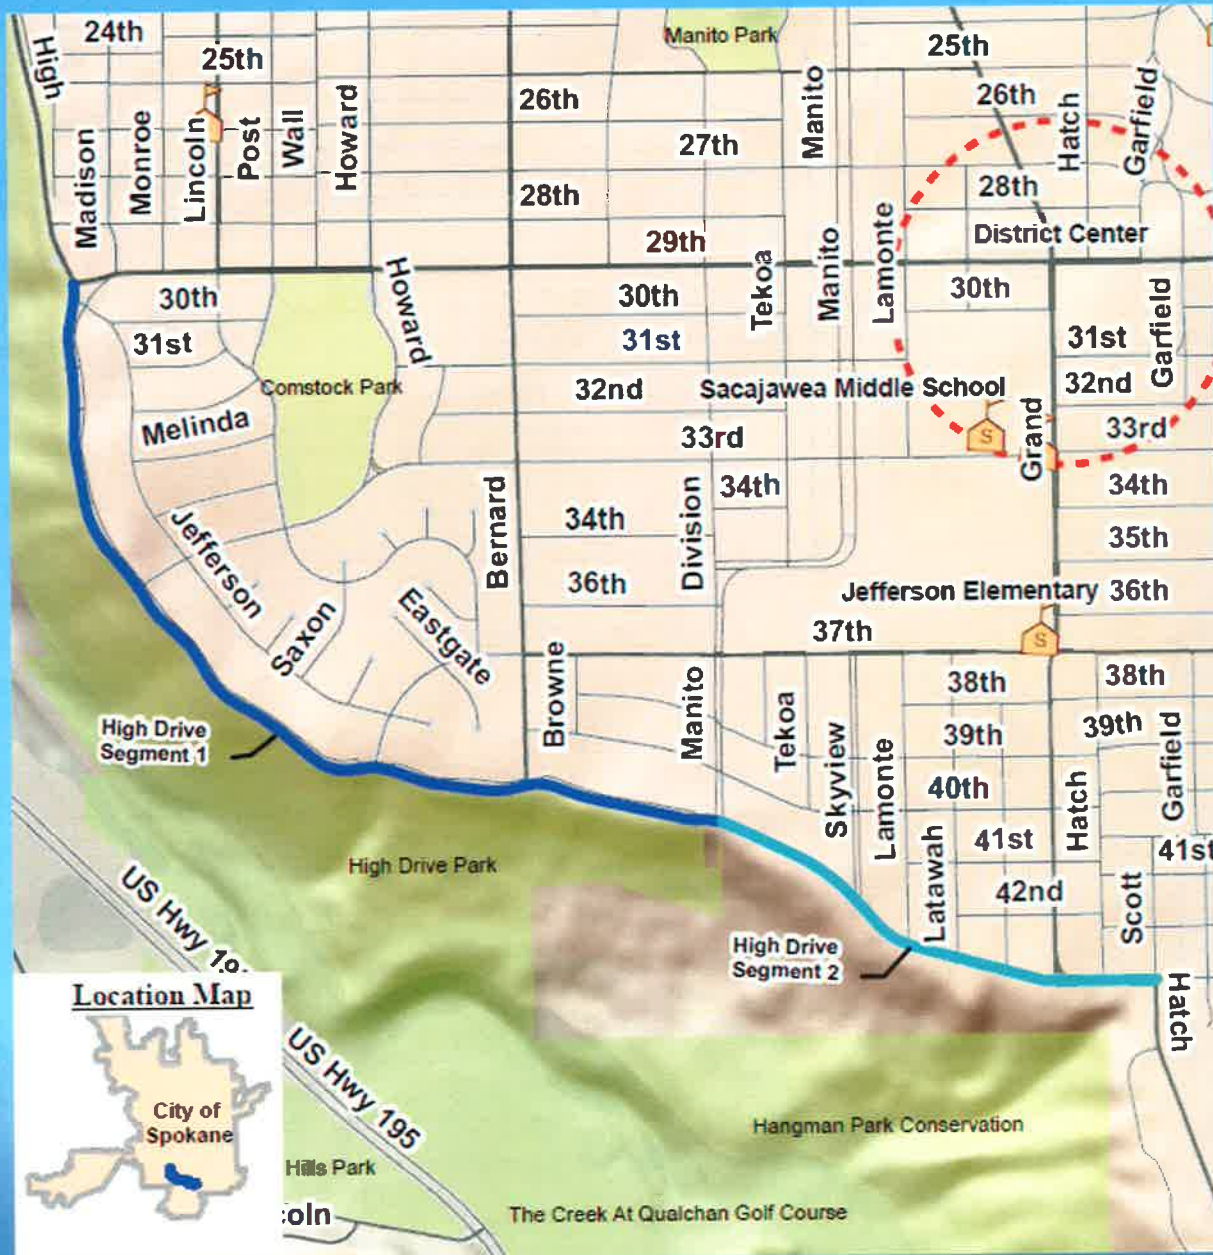 24th
High
25th
Manito Park
25th
26th
Madison
Monroe
Lincoln
Post
Wall
Howard
26th
27th
28th
29th
Manito
Hatch
Garfield
28th
District Center
30th
31st
Howard
Comstock Park
Melinda
30th
31st
32nd
33rd
Tekoa
Manito
Lamonte
30th
31st
32nd
Garfield
Sacajawea Middle School
S
Grand
33rd
34th
34th
35th
Bernard
34th
36th
Division
Jefferson
Saxon
Eastgate
Jefferson Elementary
36th
37th
S
Browne
Manito
Tekoa
Skyview
Lamonte
38th
39th
40th
41st
42nd
Latawah
Hatch
38th
39th
Garfield
41st
Scott
High Drive
Segment 1
High Drive Park
High Drive
Segment 2
Hatch
US Hwy 19
US Hwy 195
Location Map
City of
Spokane
Hills Park
coln
Hangman Park Conservation
The Creek At Qualchan Golf Course